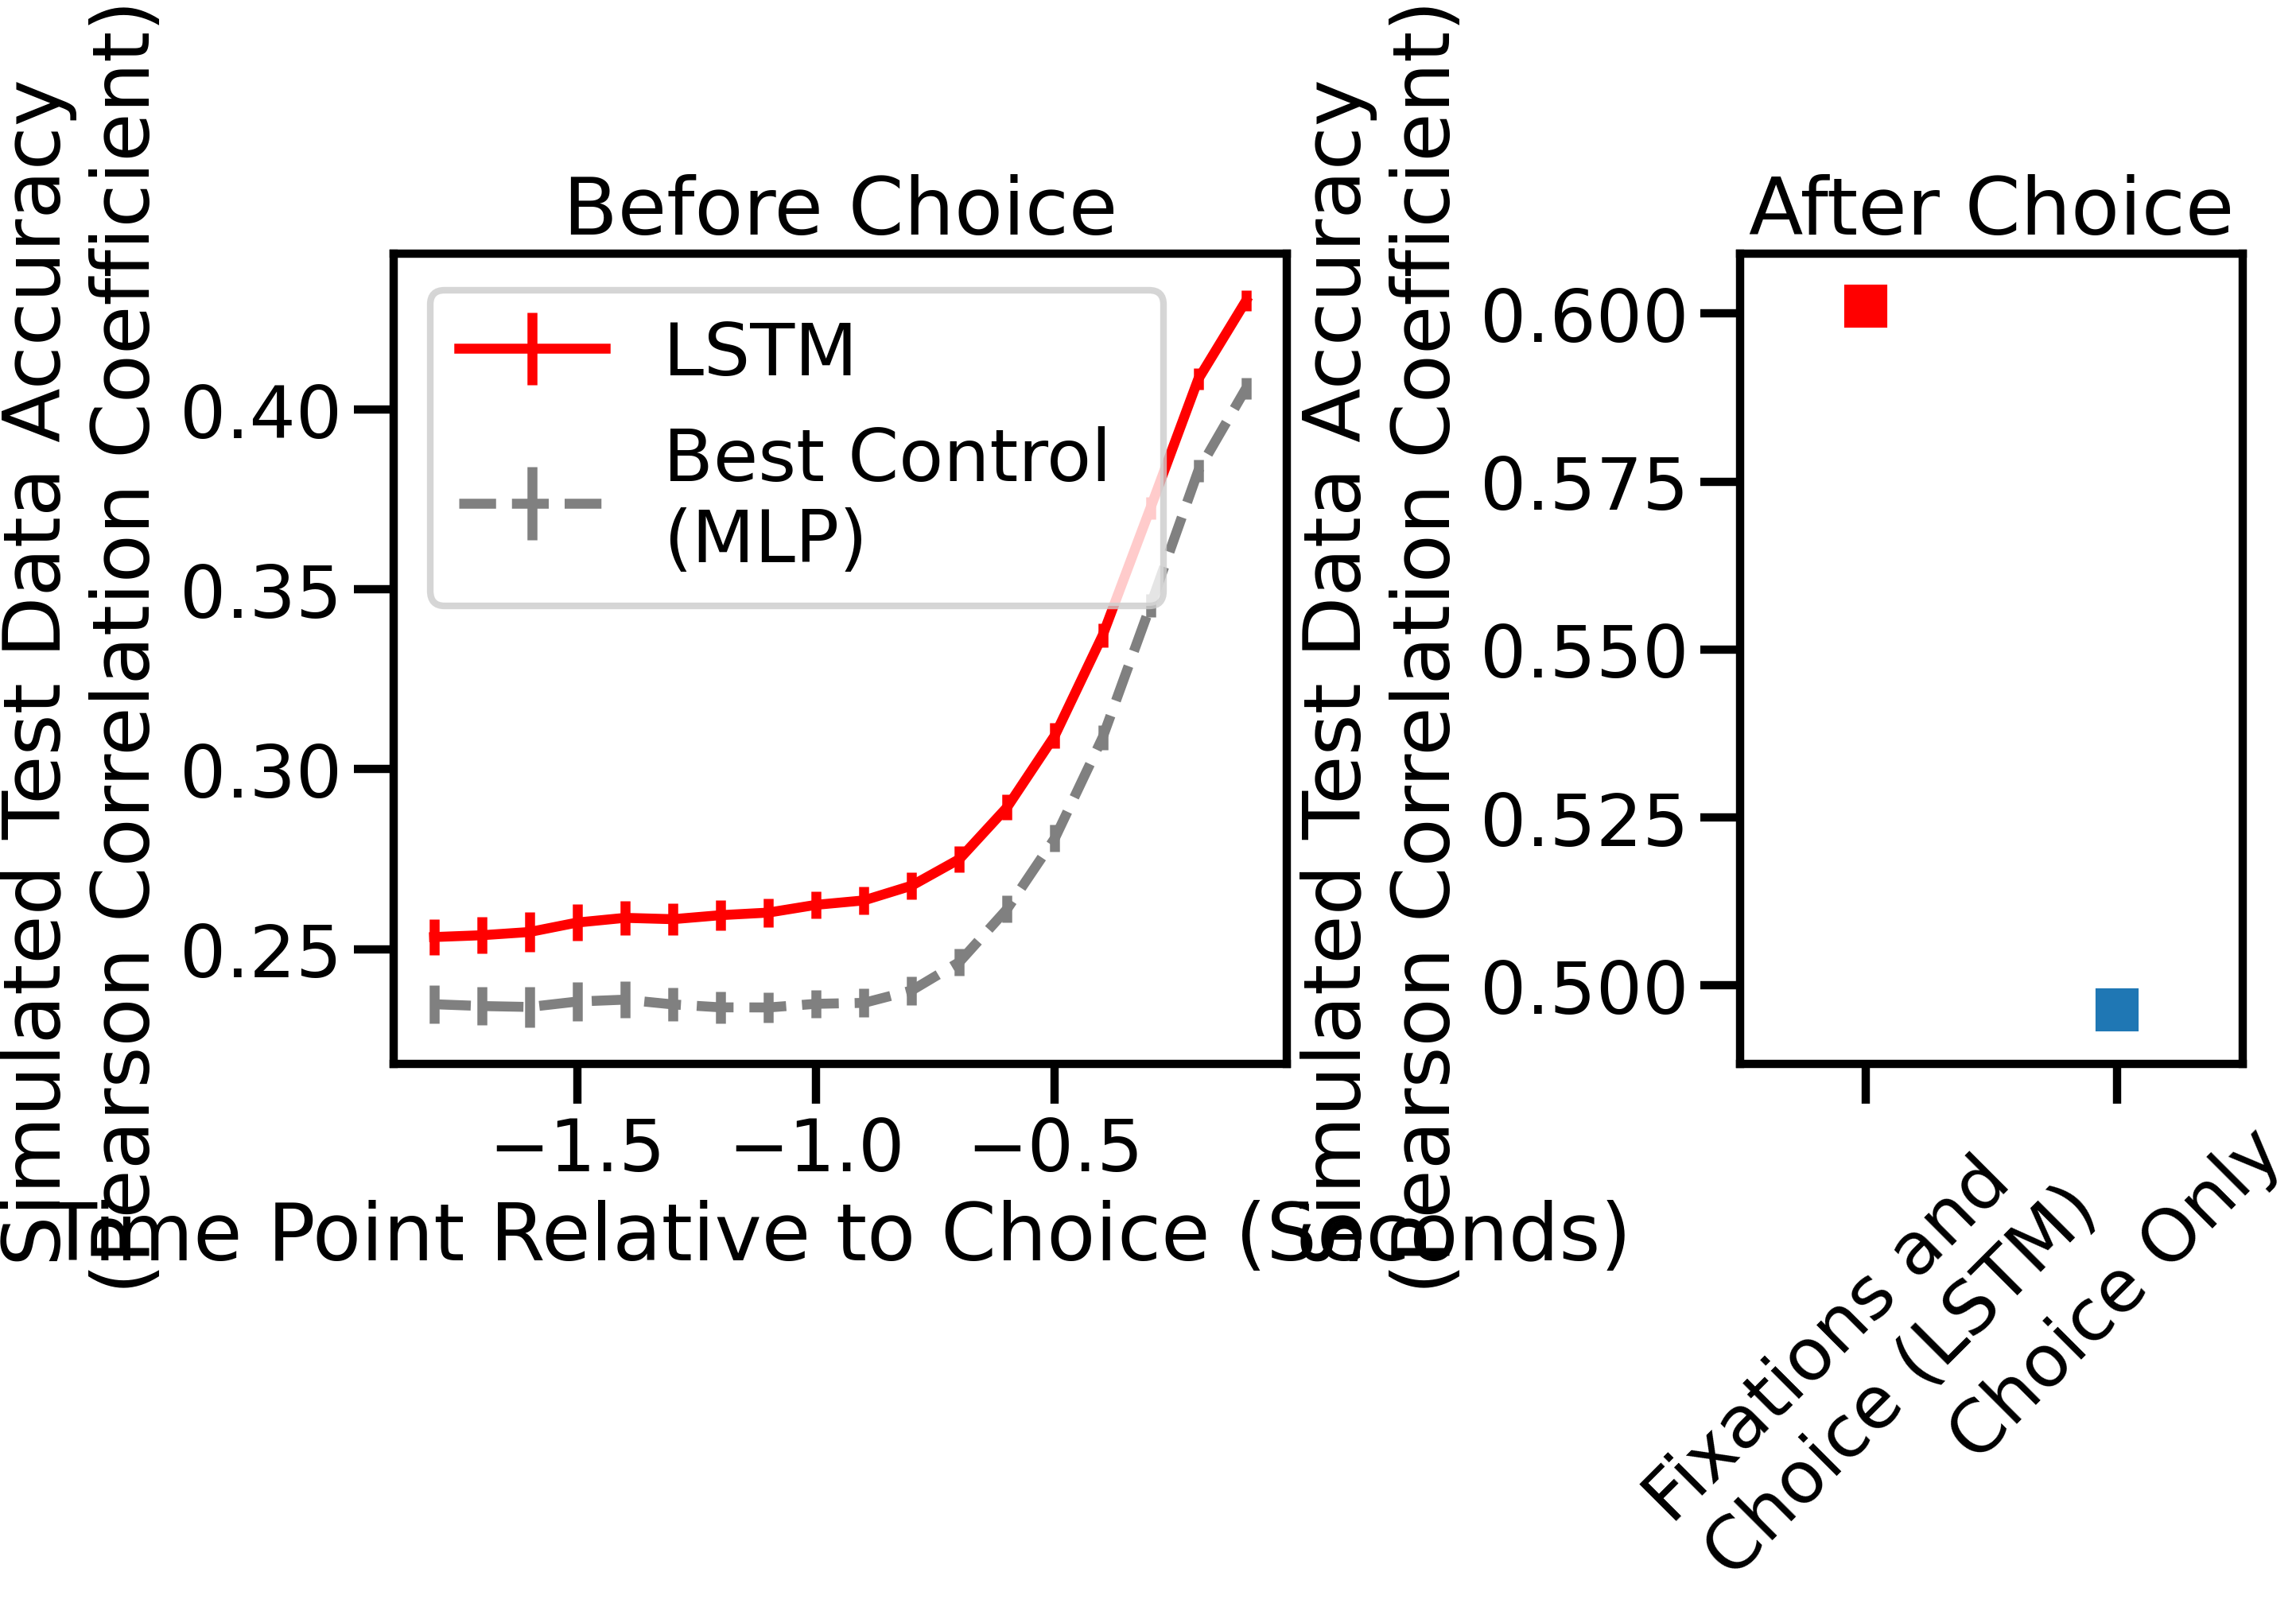 Simulated Test Data Accuracy
(Pearson Correlation Coefficient)
Before Choice
LSTM
Best Control
(MLP)
0.40
0.35
0.30
0.25
−1.5
−1.0
−0.5
Time Point Relative to Choice (Seconds)
Simulated Test Data Accuracy
(Pearson Correlation Coefficient)
After Choice
0.600
0.575
0.550
0.525
0.500
Fixations and
Choice (LSTM)
Choice Only